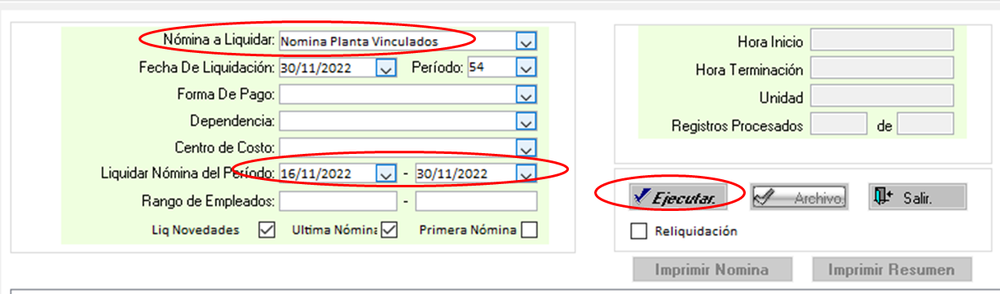 Nómina a Liquidar: Nomina Planta Vinculados
Fecha De Liquidación: 30/11/2022 Período: 54
Forma De Pago:
Dependencia:
Centro de Costo:
Liquidar Nómina del Período: 16/11/2022 - 30/11/2022
Rango de Empleados: -
Liq Novedades Ultima Nómina Primera Nómina
Hora Inicio
Hora Terminación
Unidad
Registros Procesados de
Ejecutar. Archivo. Salir.
Reliquidación
Imprimir Nomina Imprimir Resumen